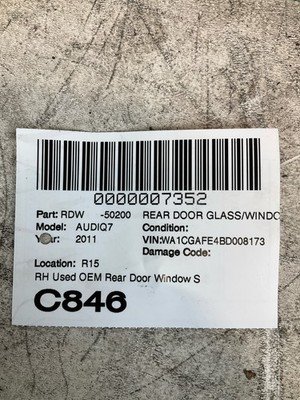 0000007352
Part: RDW -50200 REAR DOOR GLASS/WINDO
Model: AUDIQ7 Condition:
Year: 2011 VIN:WA1CGAFE4BD008173
Damage Code:
Location: R15
RH Used OEM Rear Door Window S
C846